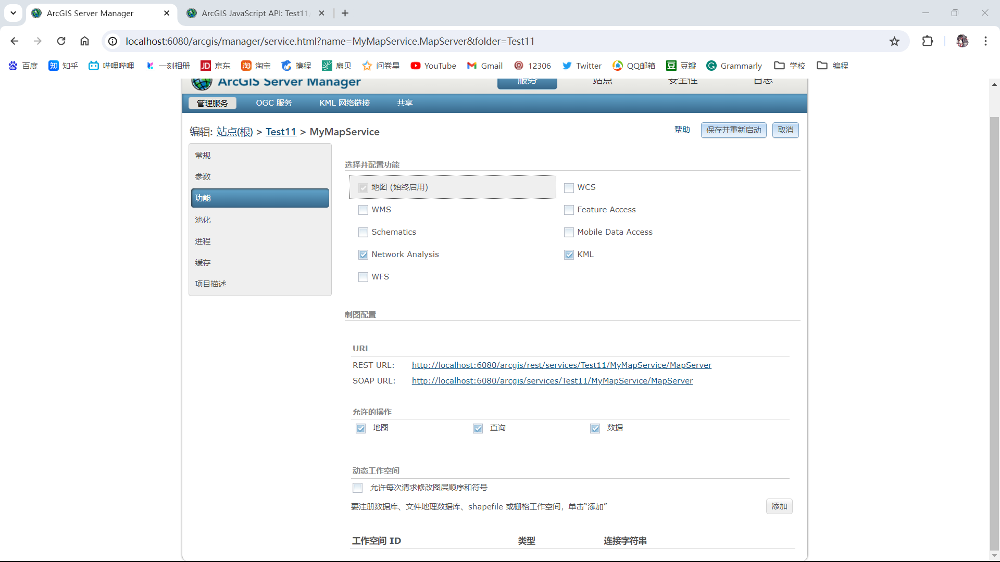 ArcGIS Server Manager
ArcGIS JavaScript API: Test11
localhost:6080/arcgis/manager/service.html?name=MyMapService.MapServer&folder=Test11
百度 知乎 哔哩哔哩 一刻相册 京东 淘宝 携程 扇贝 问卷星 YouTube Gmail 12306 Twitter QQ邮箱 豆瓣 Grammarly 学校 编程
ArcGIS Server Manager 服务 站点 安全性 日志
管理服务 OGC 服务 KML 网络链接 共享
编辑: 站点(根) > Test11 > MyMapService
帮助 保存并重新启动 取消
常规
参数
功能
池化
进程
缓存
项目描述
选择并配置功能
地图 (始终启用) WCS
WMS Feature Access
Schematics Mobile Data Access
Network Analysis KML
WFS
制图配置
URL
REST URL: http://localhost:6080/arcgis/rest/services/Test11/MyMapService/MapServer
SOAP URL: http://localhost:6080/arcgis/services/Test11/MyMapService/MapServer
允许的操作
地图 查询 数据
动态工作空间
允许每次请求修改图层顺序和符号
要注册数据库、文件地理数据库、shapefile 或栅格工作空间，单击“添加”
添加
工作空间 ID 类型 连接字符串